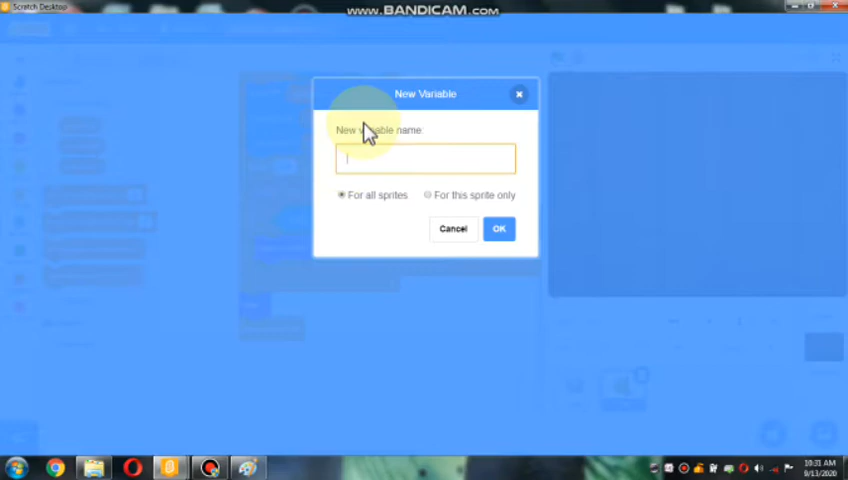 Scratch Desktop
www.BANDICAM.com
New Variable
New variable name:
For all sprites
For this sprite only
Cancel
OK
10:31 AM
9/13/2020